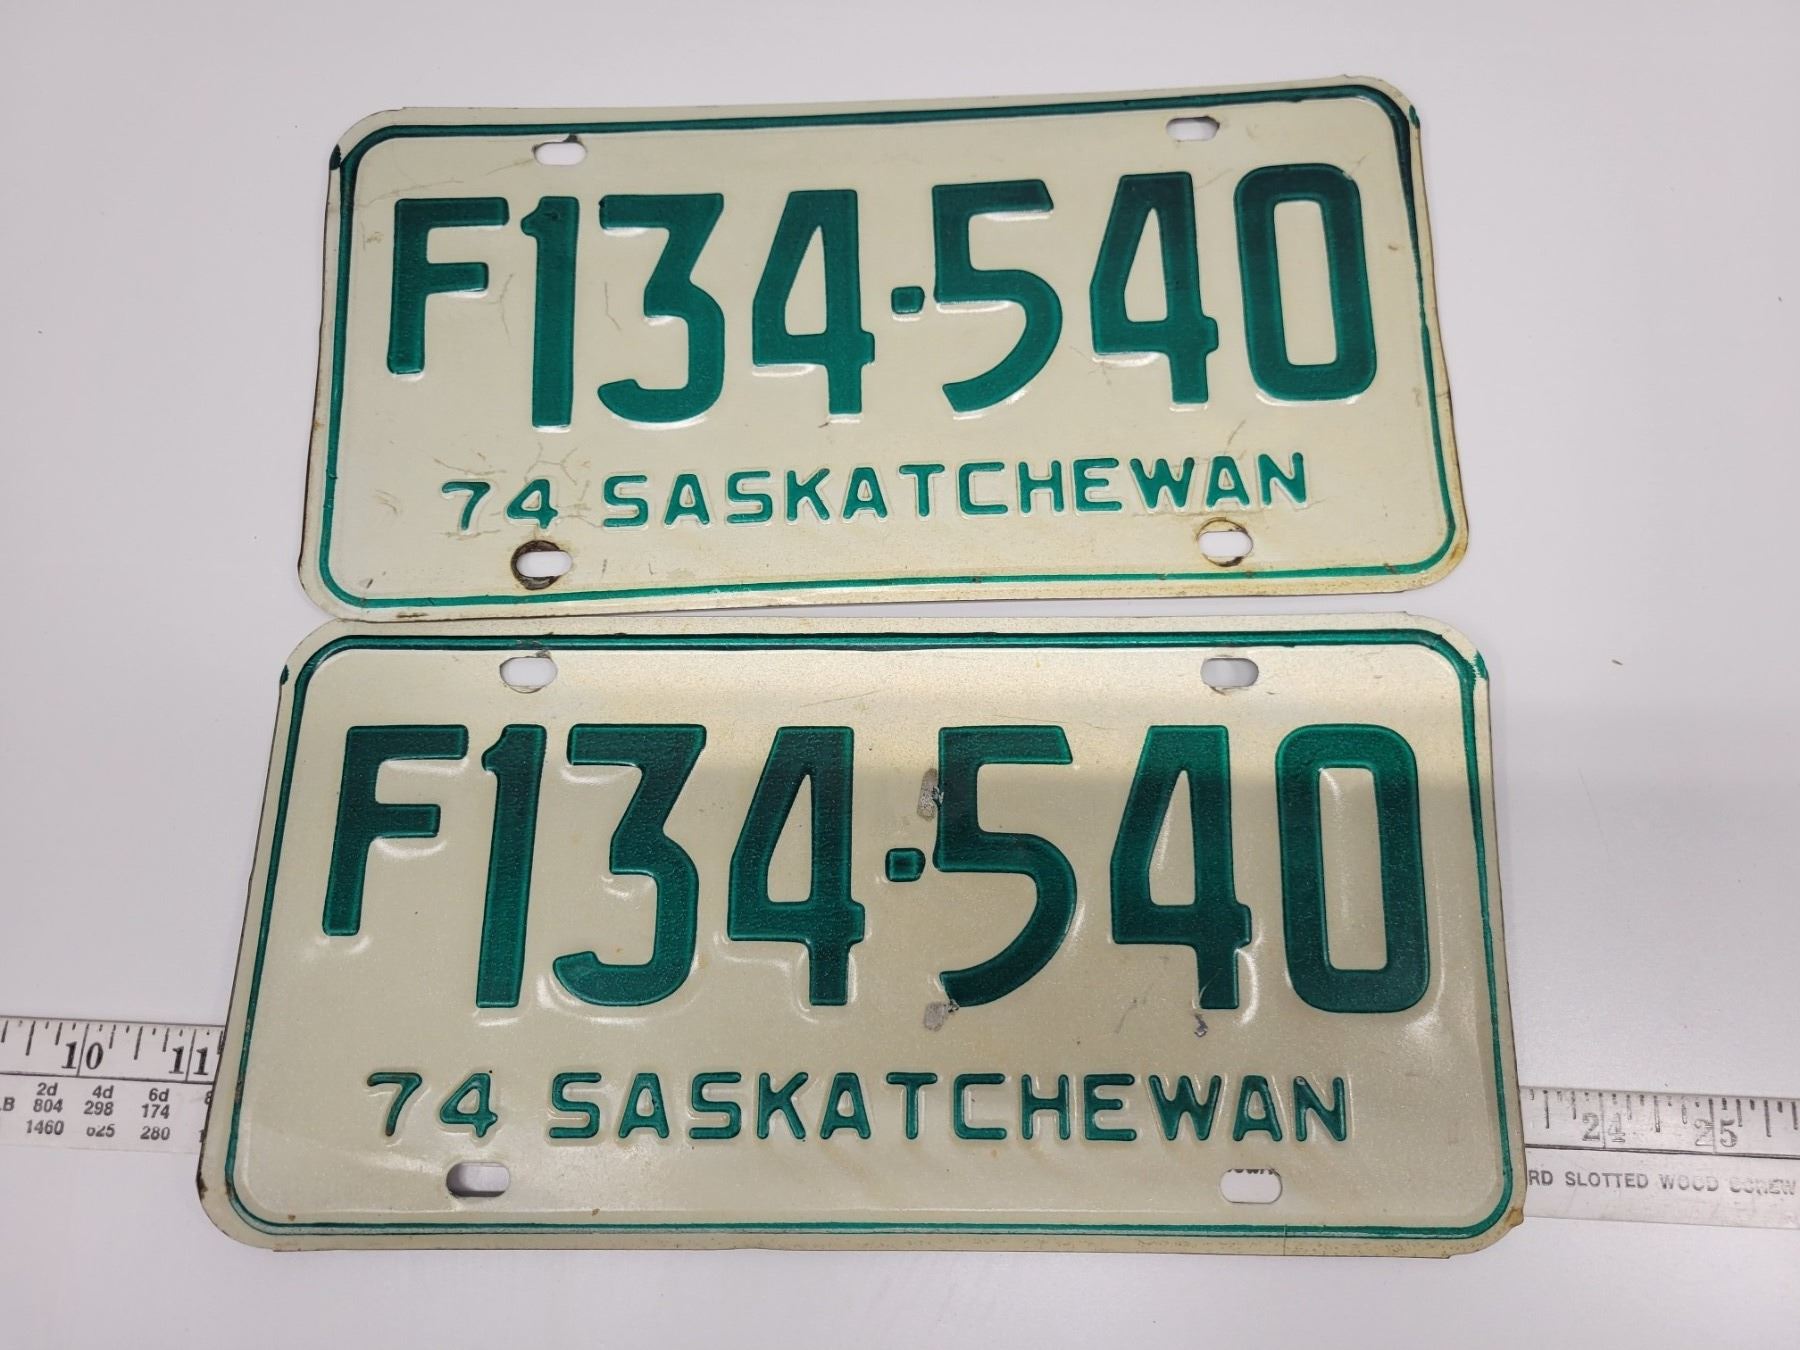 F134·540
74 SASKATCHEWAN
F134·540
74 SASKATCHEWAN
10 11
2d 4d 6d
804 298 174
1460 625 280
24 25
RD SLOTTED WOOD SCREW